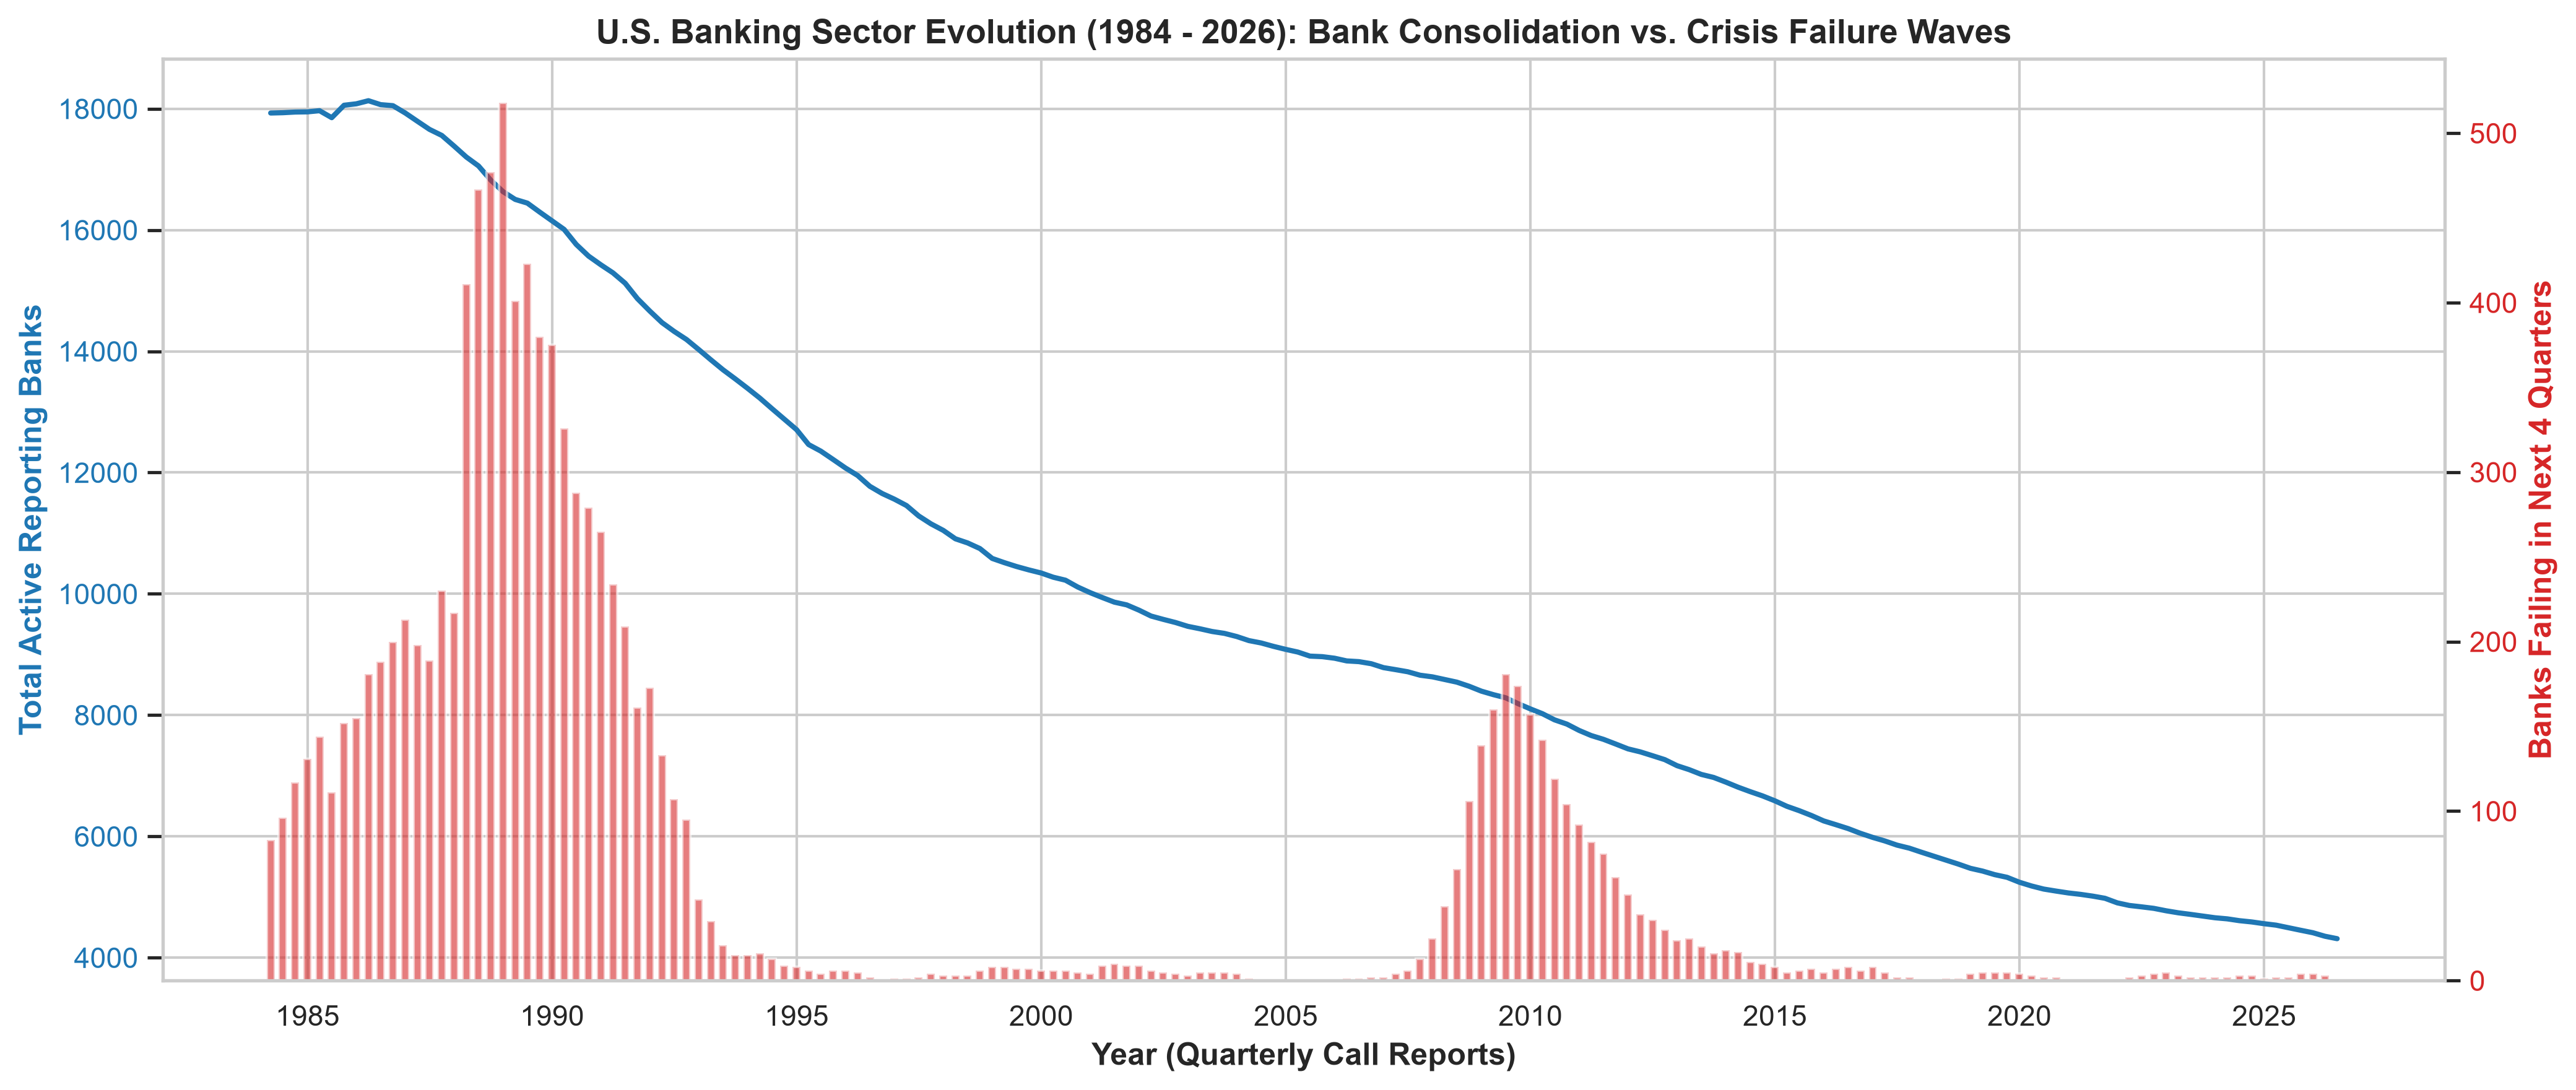 U.S. Banking Sector Evolution (1984 - 2026): Bank Consolidation vs. Crisis Failure Waves
Total Active Reporting Banks
18000
16000
14000
12000
10000
8000
6000
4000
500
400
300
200
100
0
Banks Failing in Next 4 Quarters
1985 1990 1995 2000 2005 2010 2015 2020 2025
Year (Quarterly Call Reports)